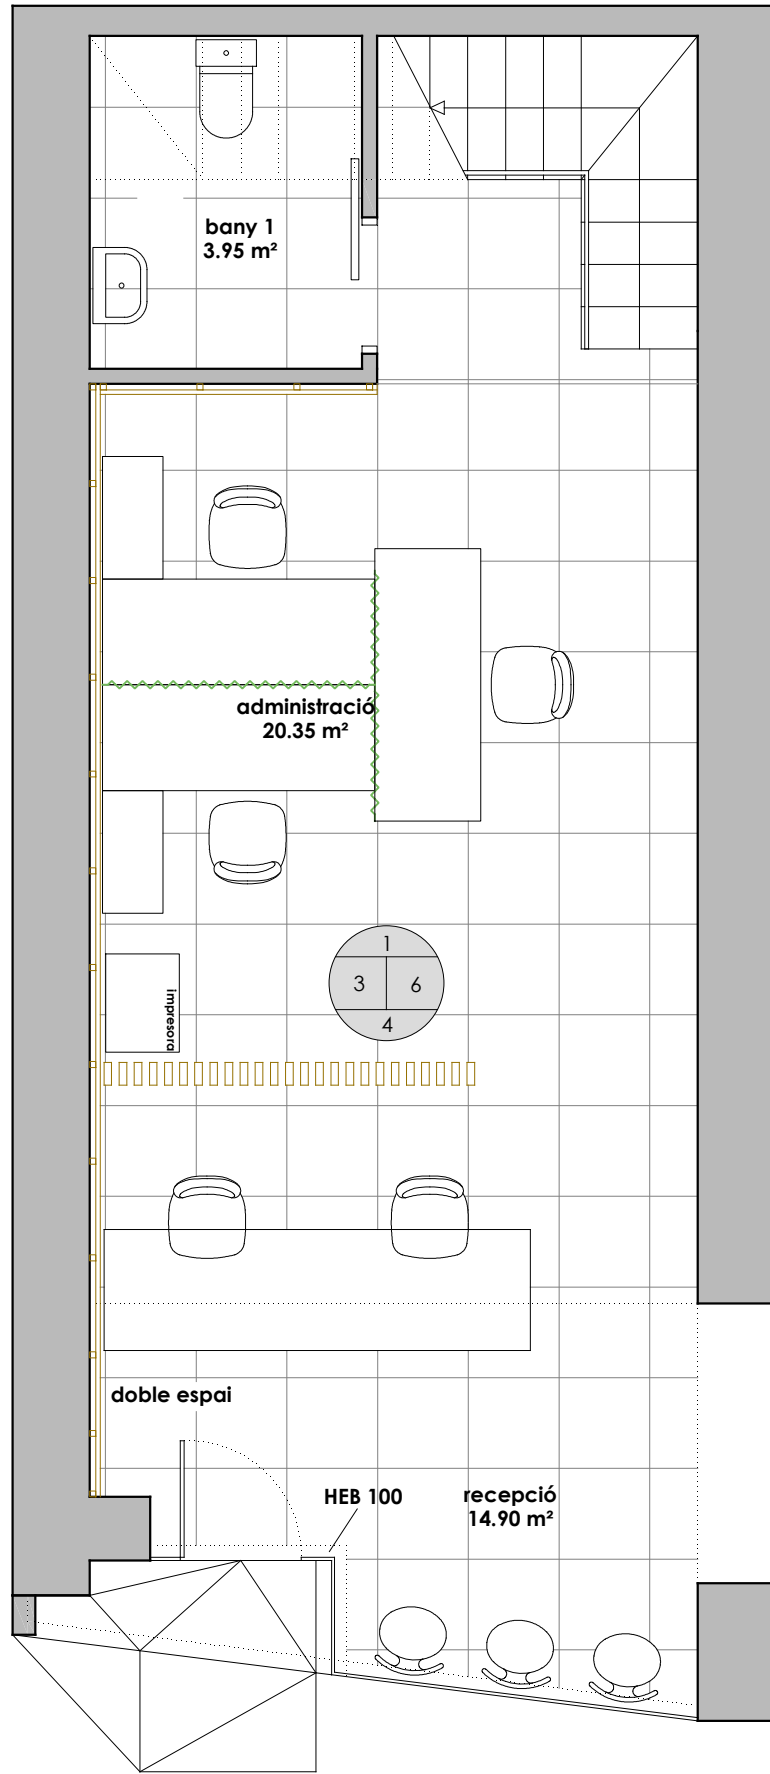 bany 1
3.95 m²
administració
20.35 m²
1
3 6
4
impresora
doble espai
HEB 100
recepció
14.90 m²